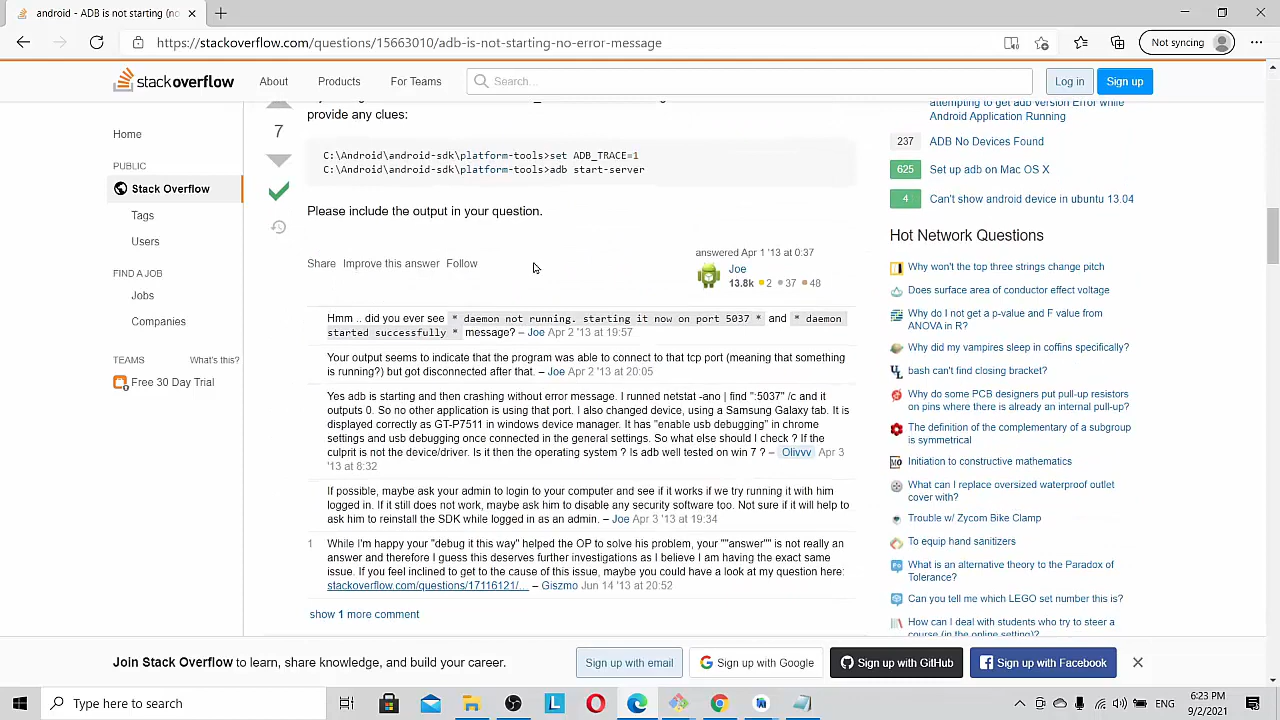 android - ADB is not starting (no
https://stackoverflow.com/questions/15663010/adb-is-not-starting-no-error-message
Not syncing
stackoverflow
About
Products
For Teams
Search...
Log in
Sign up
Home
PUBLIC
Stack Overflow
Tags
Users
FIND A JOB
Jobs
Companies
TEAMS
What's this?
Free 30 Day Trial
provide any clues:
7
C:\Android\android-sdk\platform-tools>set ADB_TRACE=1
C:\Android\android-sdk\platform-tools>adb start-server
Please include the output in your question.
Share Improve this answer Follow
answered Apr 1 '13 at 0:37
Joe
13.8k 2 37 48
Hmm .. did you ever see * daemon not running. starting it now on port 5037 * and * daemon
started successfully * message? – Joe Apr 2 '13 at 19:57
Your output seems to indicate that the program was able to connect to that tcp port (meaning that something
is running?) but got disconnected after that. – Joe Apr 2 '13 at 20:05
Yes adb is starting and then crashing without error message. I runned netstat -ano | find ":5037" /c and it
outputs 0. So no other application is using that port. I also changed device, using a Samsung Galaxy tab. It is
displayed correctly as GT-P7511 in windows device manager. It has "enable usb debugging" in chrome
settings and usb debugging once connected in the general settings. So what else should I check ? If the
culprit is not the device/driver. Is it then the operating system ? Is adb well tested on win 7 ? – Olivvv Apr 3
'13 at 8:32
If possible, maybe ask your admin to login to your computer and see if it works if we try running it with him
logged in. If it still does not work, maybe ask him to disable any security software too. Not sure if it will help to
ask him to reinstall the SDK while logged in as an admin. – Joe Apr 3 '13 at 19:34
1 While I'm happy your "debug it this way" helped the OP to solve his problem, your ""answer"" is not really an
answer and therefore I guess this deserves further investigations as I believe I am having the exact same
issue. If you feel inclined to get to the cause of this issue, maybe you could have a look at my question here:
stackoverflow.com/questions/17116121/... – Giszmo Jun 14 '13 at 20:52
show 1 more comment
attempting to get adb version Error while
Android Application Running
237 ADB No Devices Found
625 Set up adb on Mac OS X
4 Can't show android device in ubuntu 13.04
Hot Network Questions
Why won't the top three strings change pitch
Does surface area of conductor effect voltage
Why do I not get a p-value and F value from
ANOVA in R?
Why did my vampires sleep in coffins specifically?
bash can't find closing bracket?
Why do some PCB designers put pull-up resistors
on pins where there is already an internal pull-up?
The definition of the complementary of a subgroup
is symmetrical
Initiation to constructive mathematics
What can I replace oversized waterproof outlet
cover with?
Trouble w/ Zycom Bike Clamp
To equip hand sanitizers
What is an alternative theory to the Paradox of
Tolerance?
Can you tell me which LEGO set number this is?
How can I deal with students who try to steer a
course (in the online setting)?
Join Stack Overflow to learn, share knowledge, and build your career.
Sign up with email
Sign up with Google
Sign up with GitHub
Sign up with Facebook
Type here to search
ENG
6:23 PM
9/2/2021